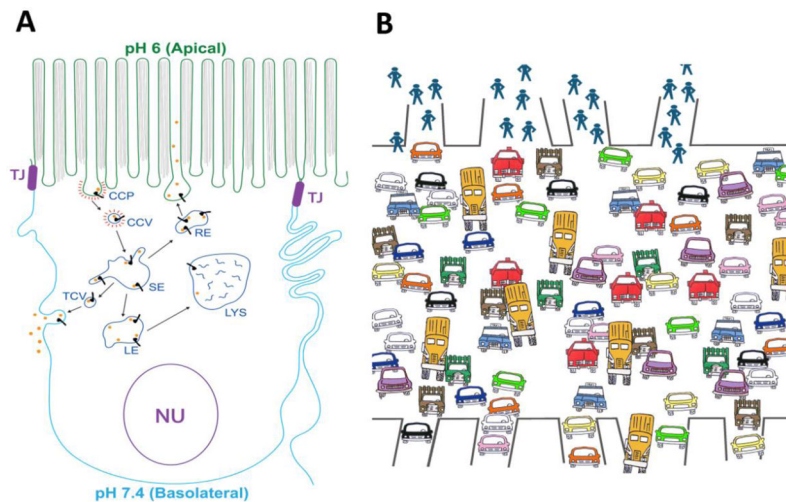 A
B
pH 6 (Apical)
TJ
TJ
CCP
CCV
RE
TCV
SE
LYS
LE
NU
pH 7.4 (Basolateral)